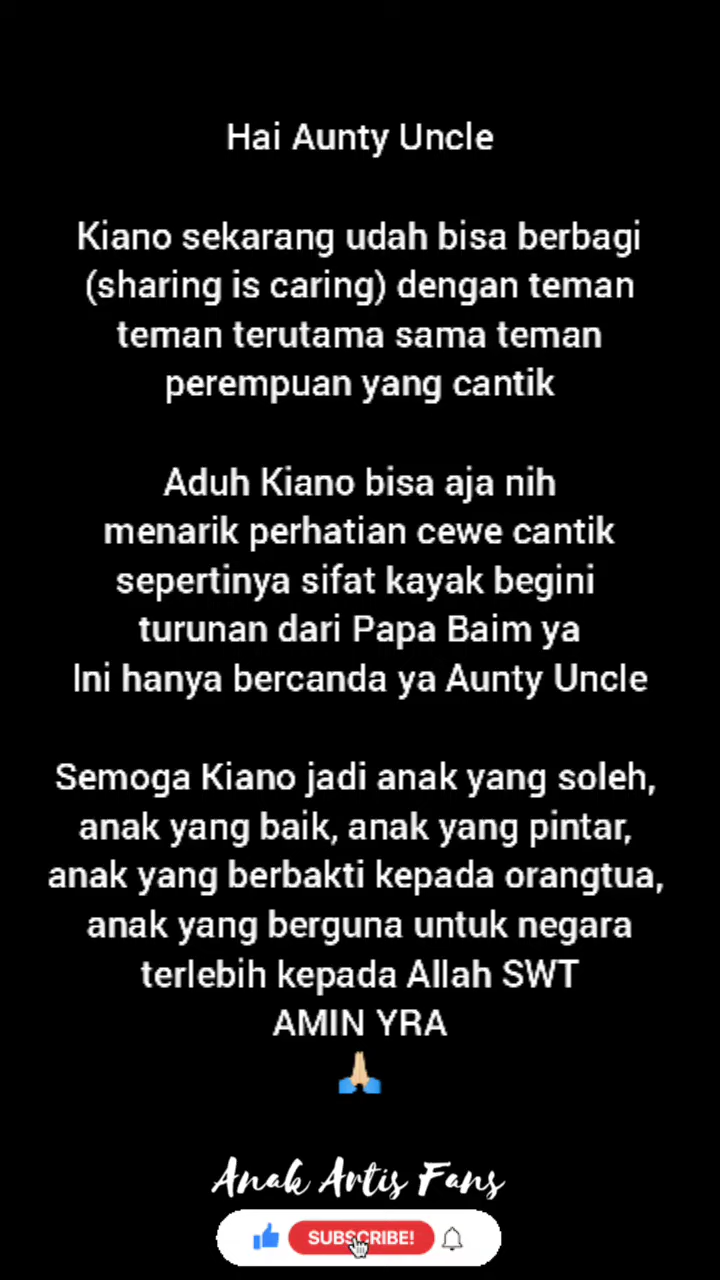 Hai Aunty Uncle
Kiano sekarang udah bisa berbagi
(sharing is caring) dengan teman
teman terutama sama teman
perempuan yang cantik
Aduh Kiano bisa aja nih
menarik perhatian cewe cantik
sepertinya sifat kayak begini
turunan dari Papa Baim ya
Ini hanya bercanda ya Aunty Uncle
Semoga Kiano jadi anak yang soleh,
anak yang baik, anak yang pintar,
anak yang berbakti kepada orangtua,
anak yang berguna untuk negara
terlebih kepada Allah SWT
AMIN YRA
🙏🏼
Anak Artis Fans
SUBSCRIBE!